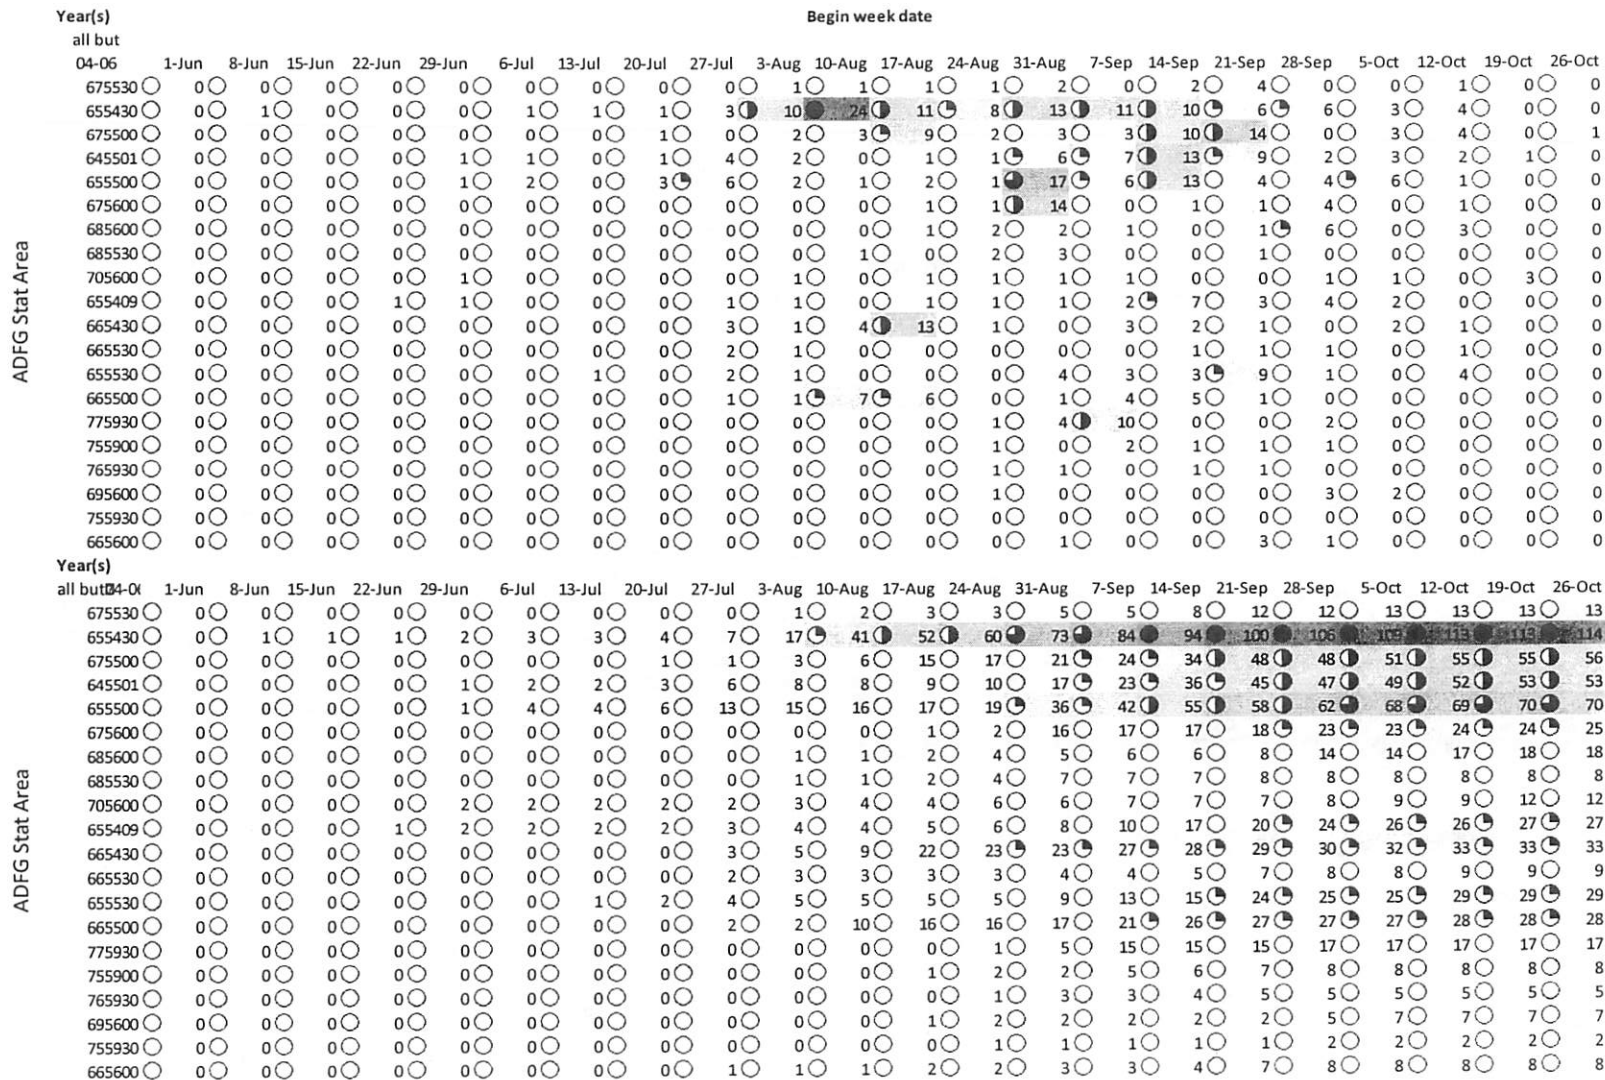 Year(s) Begin week date
all but
04-06 1-Jun 8-Jun 15-Jun 22-Jun 29-Jun 6-Jul 13-Jul 20-Jul 27-Jul 3-Aug 10-Aug 17-Aug 24-Aug 31-Aug 7-Sep 14-Sep 21-Sep 28-Sep 5-Oct 12-Oct 19-Oct 26-Oct
ADFG Stat Area
675530 0 0 0 0 0 0 0 0 0 1 1 1 1 2 0 2 4 0 0 1 0 0
655430 0 1 0 0 0 1 1 1 3 10 24 11 8 13 11 10 6 6 3 4 0 0
675500 0 0 0 0 0 0 0 1 0 2 3 9 2 3 3 10 14 0 3 4 0 1
645501 0 0 0 0 1 1 0 1 4 2 0 1 1 6 7 13 9 2 3 2 1 0
655500 0 0 0 0 1 2 0 3 6 2 1 2 1 17 6 13 4 4 6 1 0 0
675600 0 0 0 0 0 0 0 0 0 0 0 1 1 14 0 1 1 4 0 1 0 0
685600 0 0 0 0 0 0 0 0 0 0 0 1 2 2 1 0 1 6 0 3 0 0
685530 0 0 0 0 0 0 0 0 0 0 1 0 2 3 0 0 1 0 0 0 0 0
705600 0 0 0 0 1 0 0 0 0 1 0 1 1 1 1 0 0 1 1 0 3 0
655409 0 0 0 1 1 0 0 0 1 1 0 1 1 1 2 7 3 4 2 0 0 0
665430 0 0 0 0 0 0 0 0 3 1 4 13 1 0 3 2 1 0 2 1 0 0
665530 0 0 0 0 0 0 0 0 2 1 0 0 0 0 0 1 1 1 0 1 0 0
655530 0 0 0 0 0 0 1 0 2 1 0 0 0 4 3 3 9 1 0 4 0 0
665500 0 0 0 0 0 0 0 0 1 1 7 6 0 1 4 5 1 0 0 0 0 0
775930 0 0 0 0 0 0 0 0 0 0 0 0 1 4 10 0 0 2 0 0 0 0
755900 0 0 0 0 0 0 0 0 0 0 0 0 1 0 2 1 1 1 0 0 0 0
765930 0 0 0 0 0 0 0 0 0 0 0 0 1 1 0 1 1 0 0 0 0 0
695600 0 0 0 0 0 0 0 0 0 0 0 0 1 0 0 0 0 3 2 0 0 0
755930 0 0 0 0 0 0 0 0 0 0 0 0 0 0 0 0 0 0 0 0 0 0
665600 0 0 0 0 0 0 0 0 0 0 0 0 0 1 0 0 3 1 0 0 0 0
Year(s)
all but 1-Jun 8-Jun 15-Jun 22-Jun 29-Jun 6-Jul 13-Jul 20-Jul 27-Jul 3-Aug 10-Aug 17-Aug 24-Aug 31-Aug 7-Sep 14-Sep 21-Sep 28-Sep 5-Oct 12-Oct 19-Oct 26-Oct
ADFG Stat Area
675530 0 0 0 0 0 0 0 0 0 1 2 3 3 5 5 8 12 12 13 13 13 13
655430 0 1 1 1 2 3 3 4 7 17 41 52 60 73 84 94 100 106 109 113 113 114
675500 0 0 0 0 0 0 0 1 1 3 6 15 17 21 24 34 48 48 51 55 55 56
645501 0 0 0 0 1 2 2 3 6 8 8 9 10 17 23 36 45 47 49 52 53 53
655500 0 0 0 0 1 4 4 6 13 15 16 17 19 36 42 55 58 62 68 69 70 70
675600 0 0 0 0 0 0 0 0 0 0 0 1 2 16 17 17 18 23 23 24 24 25
685600 0 0 0 0 0 0 0 0 0 1 1 2 4 5 6 6 8 14 14 17 18 18
685530 0 0 0 0 0 0 0 0 0 1 1 2 4 7 7 7 8 8 8 8 8 8
705600 0 0 0 0 2 2 2 2 2 3 4 4 6 6 7 7 7 8 9 9 12 12
655409 0 0 0 1 2 2 2 2 3 4 4 5 6 8 10 17 20 24 26 26 27 27
665430 0 0 0 0 0 0 0 0 3 5 9 22 23 23 27 28 29 30 32 33 33 33
665530 0 0 0 0 0 0 0 0 2 3 3 3 3 4 4 5 7 8 8 9 9 9
655530 0 0 0 0 0 0 1 2 4 5 5 5 5 9 13 15 24 25 25 29 29 29
665500 0 0 0 0 0 0 0 0 2 2 10 16 16 17 21 26 27 27 27 28 28 28
775930 0 0 0 0 0 0 0 0 0 0 0 0 1 5 15 15 15 17 17 17 17 17
755900 0 0 0 0 0 0 0 0 0 0 0 1 2 2 5 6 7 8 8 8 8 8
765930 0 0 0 0 0 0 0 0 0 0 0 0 1 3 3 4 5 5 5 5 5 5
695600 0 0 0 0 0 0 0 0 0 0 0 1 2 2 2 2 2 5 7 7 7 7
755930 0 0 0 0 0 0 0 0 0 0 0 0 1 1 1 1 1 2 2 2 2 2
665600 0 0 0 0 0 0 0 0 1 1 1 2 2 3 3 4 7 8 8 8 8 8